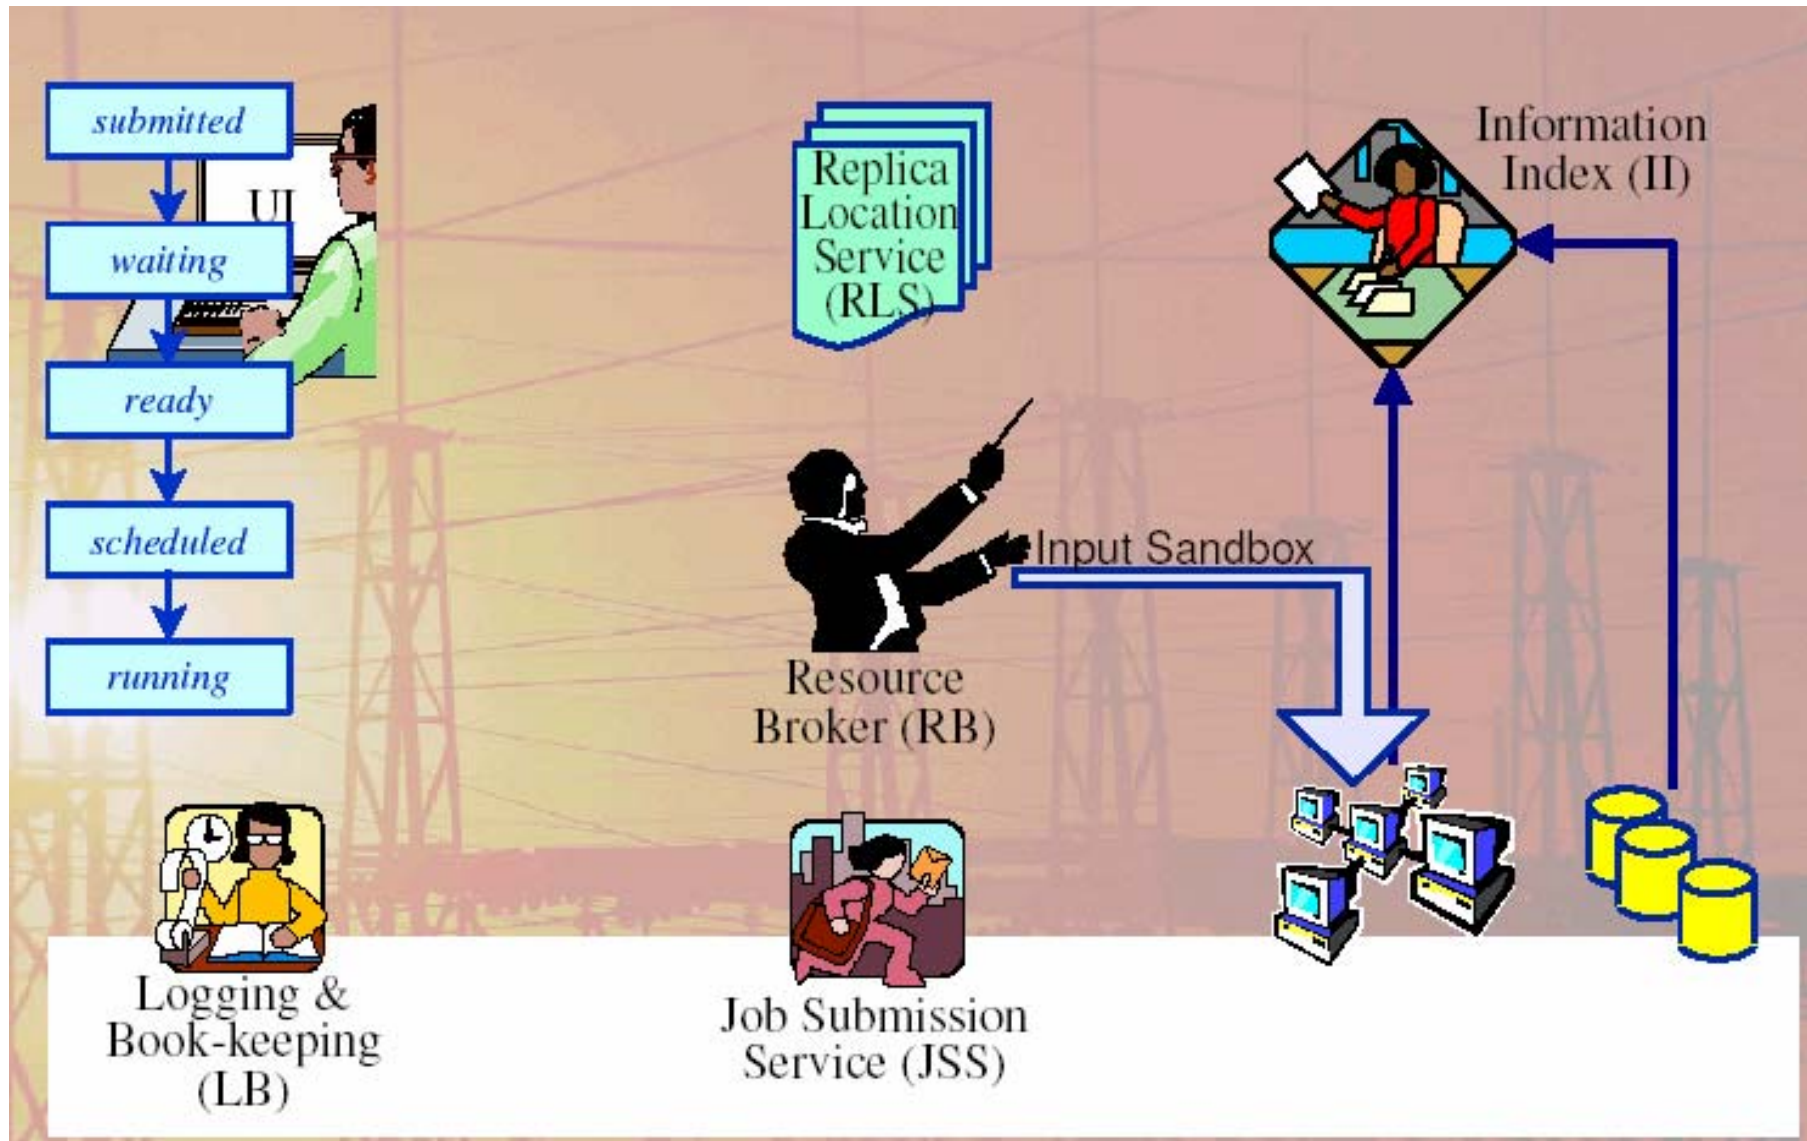 submitted
UI
waiting
ready
scheduled
running
Replica
Location
Service
(RLS)
Information
Index (II)
Input Sandbox
Resource
Broker (RB)
Logging &
Book-keeping
(LB)
Job Submission
Service (JSS)